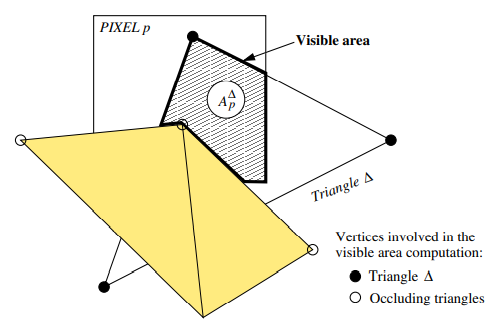 PIXEL p
Visible area
A_p^Δ
Triangle Δ
Vertices involved in the
visible area computation:
Triangle Δ
Occluding triangles